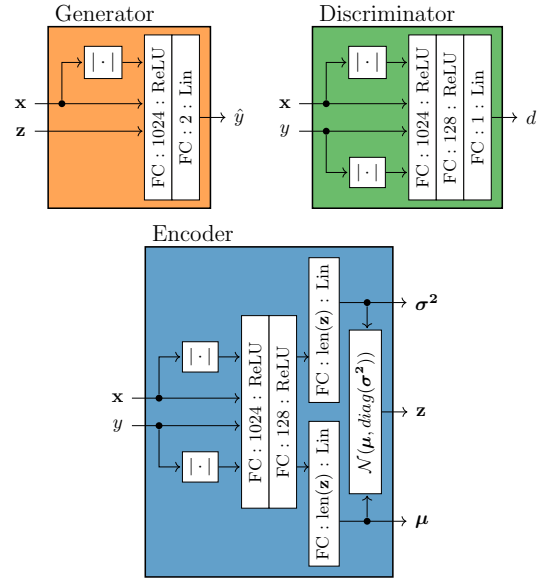 Generator
| · |
x
z
FC : 1024 : ReLU
FC : 2 : Lin
ŷ
Discriminator
| · |
x
y
| · |
FC : 1024 : ReLU
FC : 128 : ReLU
FC : 1 : Lin
d
Encoder
| · |
x
y
| · |
FC : 1024 : ReLU
FC : 128 : ReLU
FC : len(z) : Lin
FC : len(z) : Lin
𝒩(μ, diag(σ²))
σ²
z
μ